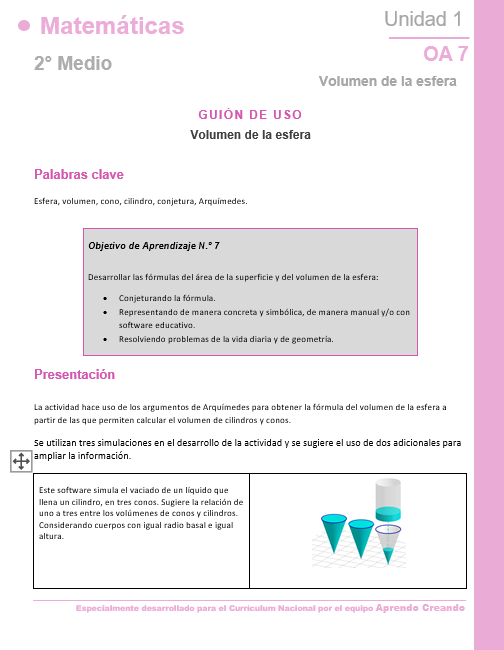 Matemáticas
Unidad 1
OA 7
2° Medio
Volumen de la esfera
GUIÓN DE USO
Volumen de la esfera
Palabras clave
Esfera, volumen, cono, cilindro, conjetura, Arquímedes.
Objetivo de Aprendizaje N.° 7
Desarrollar las fórmulas del área de la superficie y del volumen de la esfera:
• Conjeturando la fórmula.
• Representando de manera concreta y simbólica, de manera manual y/o con
software educativo.
• Resolviendo problemas de la vida diaria y de geometría.
Presentación
La actividad hace uso de los argumentos de Arquímedes para obtener la fórmula del volumen de la esfera a
partir de las que permiten calcular el volumen de cilindros y conos.
Se utilizan tres simulaciones en el desarrollo de la actividad y se sugiere el uso de dos adicionales para
ampliar la información.
Este software simula el vaciado de un líquido que
llena un cilindro, en tres conos. Sugiere la relación de
uno a tres entre los volúmenes de conos y cilindros.
Considerando cuerpos con igual radio basal e igual
altura.
Especialmente desarrollado para el Currículum Nacional por el equipo Aprendo Creando